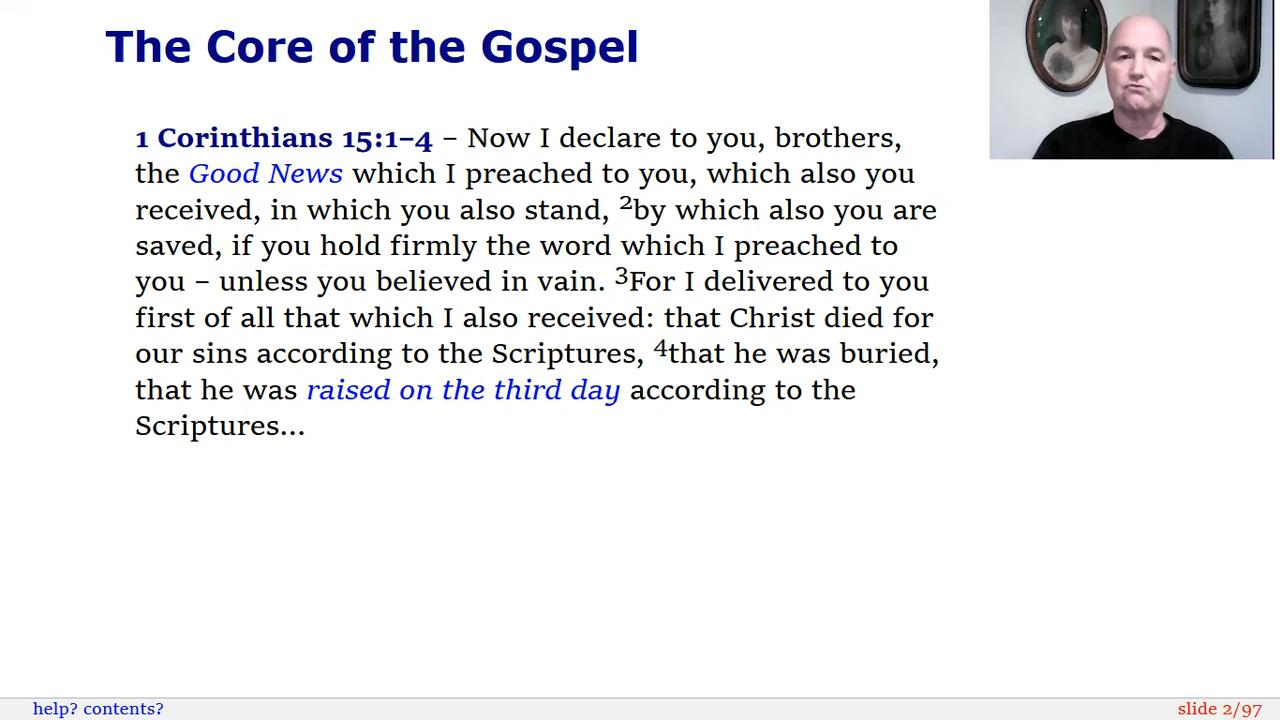 The Core of the Gospel
1 Corinthians 15:1–4 – Now I declare to you, brothers,
the Good News which I preached to you, which also you
received, in which you also stand, ²by which also you are
saved, if you hold firmly the word which I preached to
you – unless you believed in vain. ³For I delivered to you
first of all that which I also received: that Christ died for
our sins according to the Scriptures, ⁴that he was buried,
that he was raised on the third day according to the
Scriptures…
help? contents?
slide 2/97